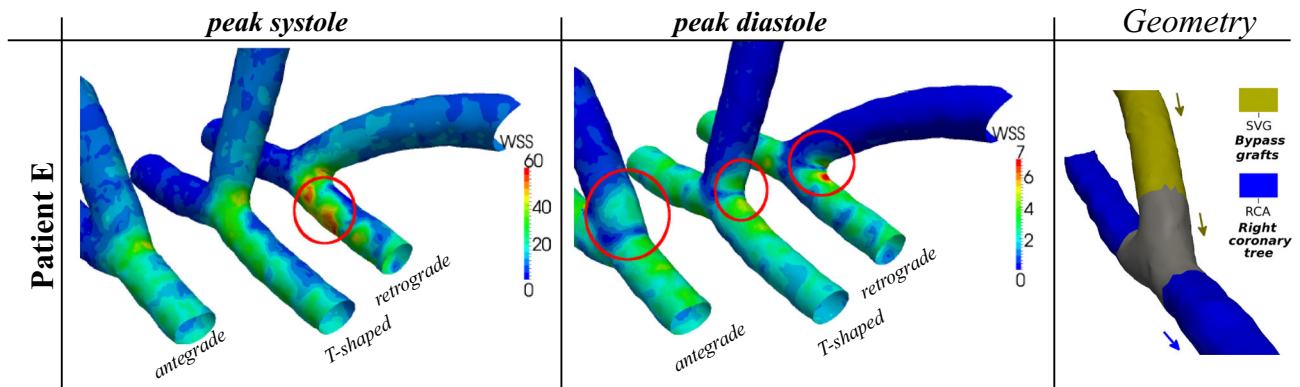 peak systole
peak diastole
Geometry
Patient E
WSS
60
40
20
0
antegrade
T-shaped
retrograde
WSS
7
6
4
2
0
antegrade
T-shaped
retrograde
SVG
Bypass
grafts
RCA
Right
coronary
tree